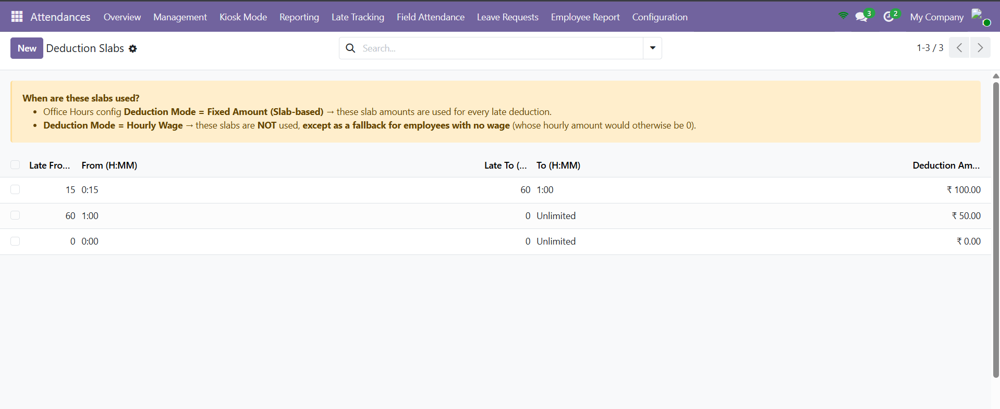 Attendances Overview Management Kiosk Mode Reporting Late Tracking Field Attendance Leave Requests Employee Report Configuration 3 2 My Company
New Deduction Slabs Search... 1-3 / 3
When are these slabs used?
• Office Hours config Deduction Mode = Fixed Amount (Slab-based) → these slab amounts are used for every late deduction.
• Deduction Mode = Hourly Wage → these slabs are NOT used, except as a fallback for employees with no wage (whose hourly amount would otherwise be 0).
Late Fro... From (H:MM) Late To (... To (H:MM) Deduction Am...
15 0:15 60 1:00 ₹ 100.00
60 1:00 0 Unlimited ₹ 50.00
0 0:00 0 Unlimited ₹ 0.00